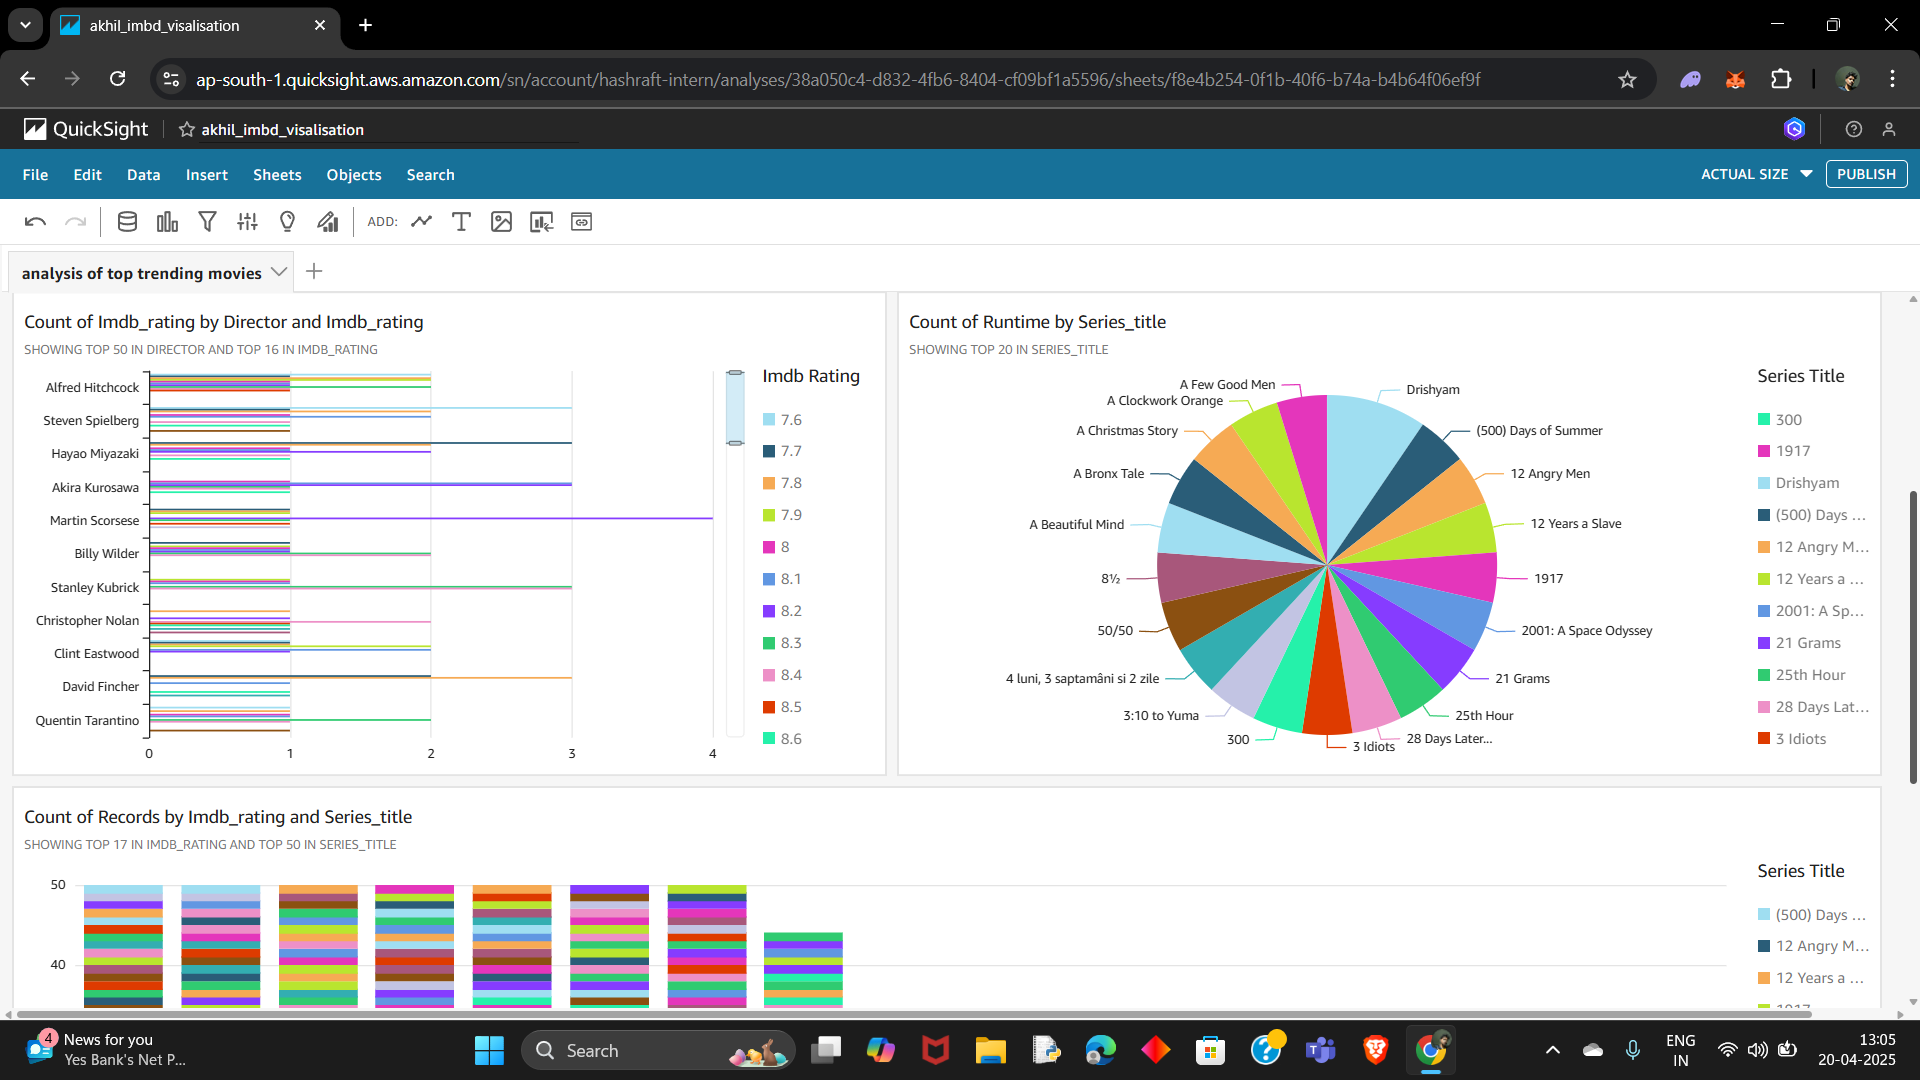 akhil_imbd_visalisation
ap-south-1.quicksight.aws.amazon.com/sn/account/hashraft-intern/analyses/38a050c4-d832-4fb6-8404-cf09bf1a5596/sheets/f8e4b254-0f1b-40f6-b74a-b4b64f06ef9f
QuickSight
akhil_imbd_visalisation
File Edit Data Insert Sheets Objects Search
ACTUAL SIZE
PUBLISH
ADD:
analysis of top trending movies
Count of Imdb_rating by Director and Imdb_rating
SHOWING TOP 50 IN DIRECTOR AND TOP 16 IN IMDB_RATING
Alfred Hitchcock
Steven Spielberg
Hayao Miyazaki
Akira Kurosawa
Martin Scorsese
Billy Wilder
Stanley Kubrick
Christopher Nolan
Clint Eastwood
David Fincher
Quentin Tarantino
0 1 2 3 4
Imdb Rating
7.6
7.7
7.8
7.9
8
8.1
8.2
8.3
8.4
8.5
8.6
Count of Runtime by Series_title
SHOWING TOP 20 IN SERIES_TITLE
Drishyam
(500) Days of Summer
12 Angry Men
12 Years a Slave
1917
2001: A Space Odyssey
21 Grams
25th Hour
28 Days Later...
3 Idiots
300
3:10 to Yuma
4 luni, 3 saptamâni si 2 zile
50/50
8½
A Beautiful Mind
A Bronx Tale
A Christmas Story
A Clockwork Orange
A Few Good Men
Series Title
300
1917
Drishyam
(500) Days ...
12 Angry M...
12 Years a ...
2001: A Sp...
21 Grams
25th Hour
28 Days Lat...
3 Idiots
Count of Records by Imdb_rating and Series_title
SHOWING TOP 17 IN IMDB_RATING AND TOP 50 IN SERIES_TITLE
50
40
Series Title
(500) Days ...
12 Angry M...
12 Years a ...
1917
4
News for you
Yes Bank's Net P...
Search
ENG
IN
13:05
20-04-2025